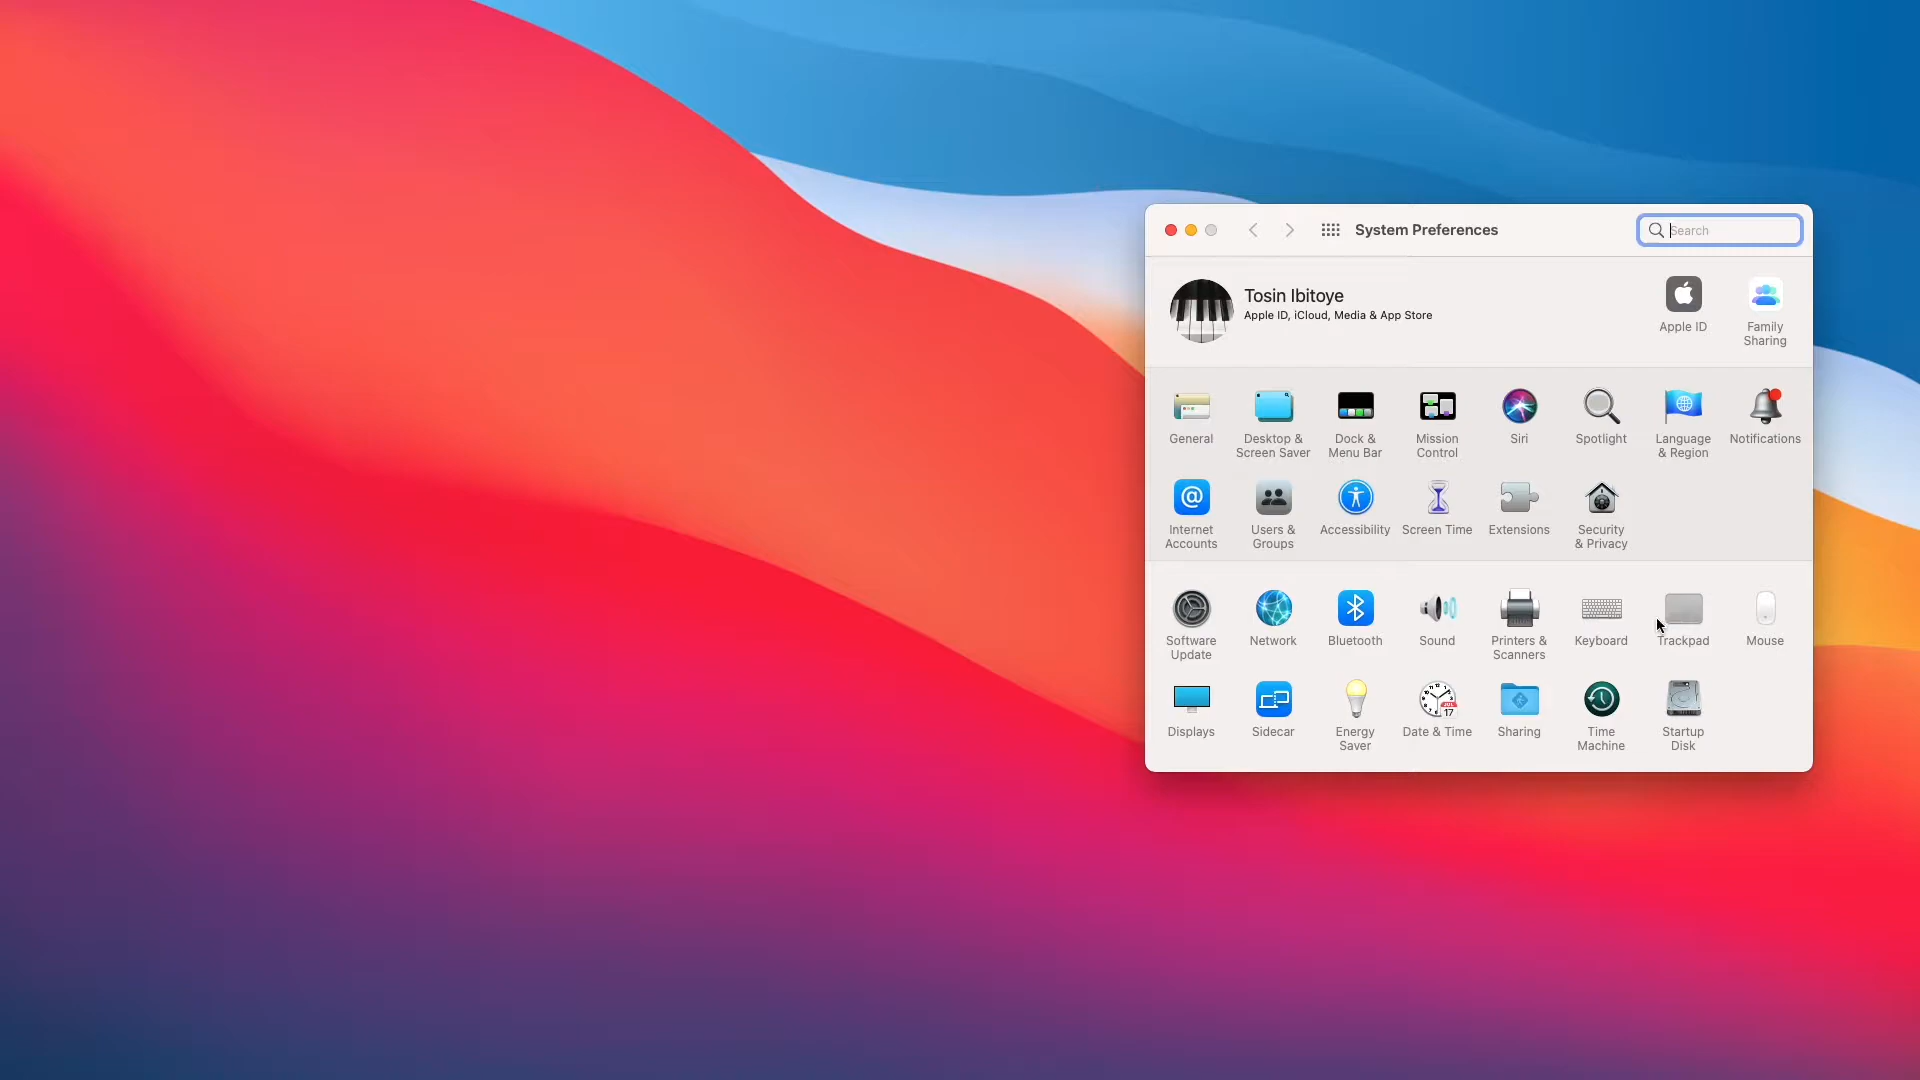 System Preferences
Search
Tosin Ibitoye
Apple ID, iCloud, Media & App Store
Apple ID
Family
Sharing
General
Desktop &
Screen Saver
Dock &
Menu Bar
Mission
Control
Siri
Spotlight
Language
& Region
Notifications
Internet
Accounts
Users &
Groups
Accessibility
Screen Time
Extensions
Security
& Privacy
Software
Update
Network
Bluetooth
Sound
Printers &
Scanners
Keyboard
Trackpad
Mouse
Displays
Sidecar
Energy
Saver
Date & Time
Sharing
Time
Machine
Startup
Disk